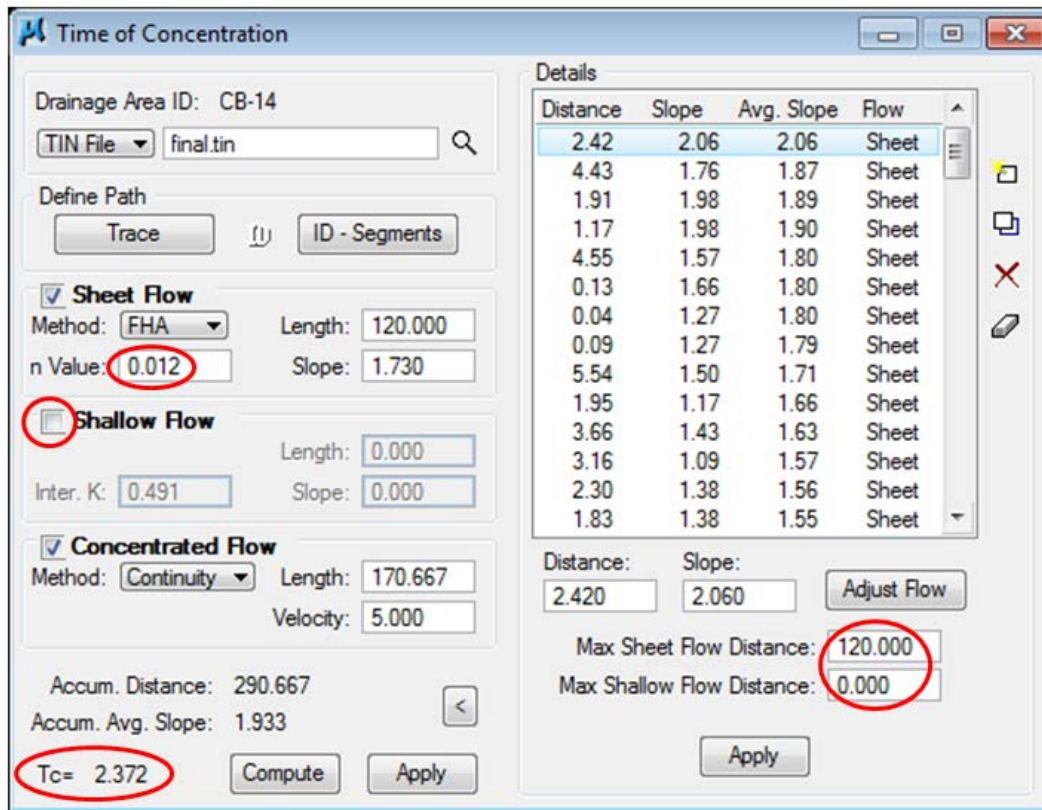 Time of Concentration
Drainage Area ID: CB-14
TIN File final.tin
Define Path
Trace ID - Segments
Sheet Flow
Method: FHA Length: 120.000
n Value: 0.012 Slope: 1.730
Shallow Flow
Length: 0.000
Inter. K: 0.491 Slope: 0.000
Concentrated Flow
Method: Continuity Length: 170.667
Velocity: 5.000
Accum. Distance: 290.667
Accum. Avg. Slope: 1.933
<
Tc= 2.372 Compute Apply
Details
Distance Slope Avg. Slope Flow
2.42 2.06 2.06 Sheet
4.43 1.76 1.87 Sheet
1.91 1.98 1.89 Sheet
1.17 1.98 1.90 Sheet
4.55 1.57 1.80 Sheet
0.13 1.66 1.80 Sheet
0.04 1.27 1.80 Sheet
0.09 1.27 1.79 Sheet
5.54 1.50 1.71 Sheet
1.95 1.17 1.66 Sheet
3.66 1.43 1.63 Sheet
3.16 1.09 1.57 Sheet
2.30 1.38 1.56 Sheet
1.83 1.38 1.55 Sheet
Distance: Slope:
2.420 2.060 Adjust Flow
Max Sheet Flow Distance: 120.000
Max Shallow Flow Distance: 0.000
Apply